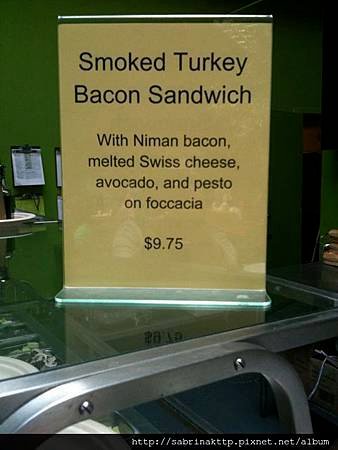 Smoked Turkey
Bacon Sandwich
With Niman bacon,
melted Swiss cheese,
avocado, and pesto
on foccacia
$9.75
http://sabrinakttp.pixnet.net/album